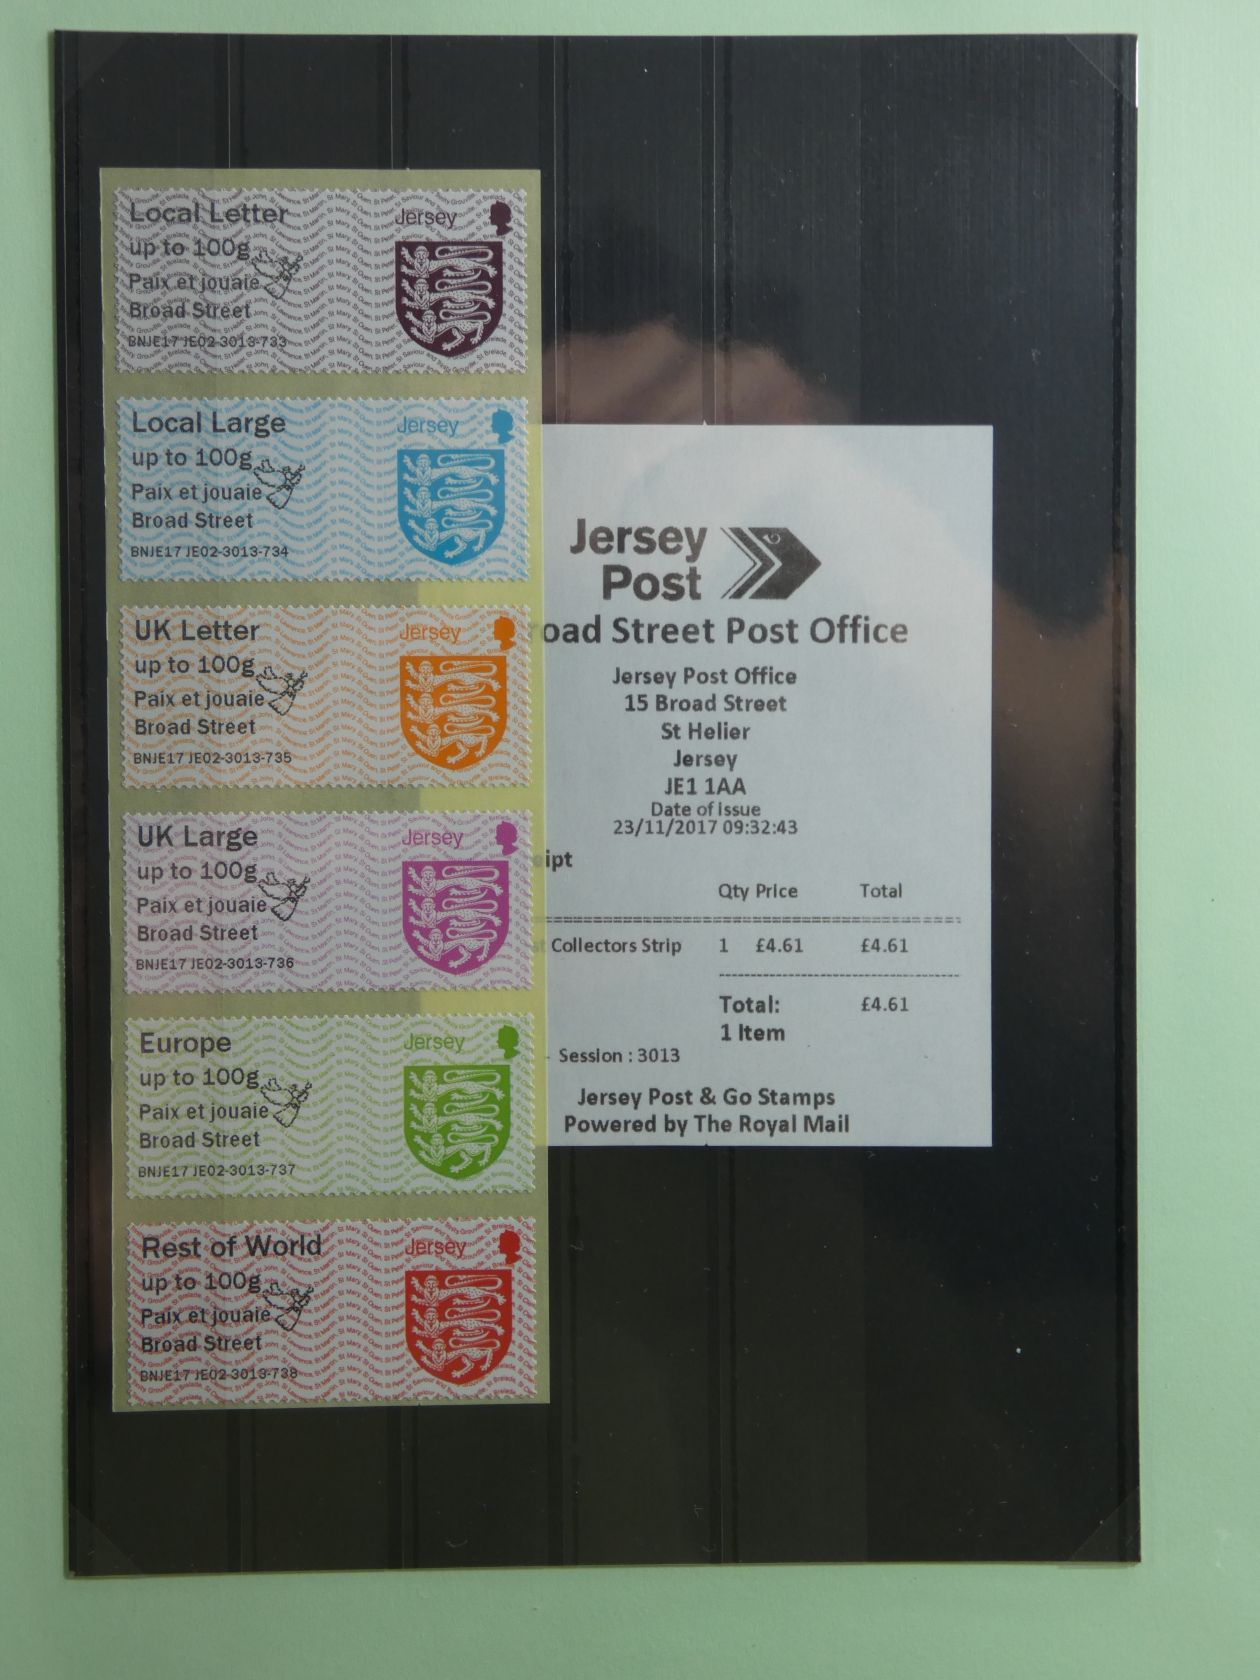 Local Letter
up to 100g
Paix et jouaie
Broad Street
BNJE17 JE02-3013-733
Jersey
Local Large
up to 100g
Paix et jouaie
Broad Street
BNJE17 JE02-3013-734
Jersey
UK Letter
up to 100g
Paix et jouaie
Broad Street
BNJE17 JE02-3013-735
Jersey
UK Large
up to 100g
Paix et jouaie
Broad Street
BNJE17 JE02-3013-736
Jersey
Europe
up to 100g
Paix et jouaie
Broad Street
BNJE17 JE02-3013-737
Jersey
Rest of World
up to 100g
Paix et jouaie
Broad Street
BNJE17 JE02-3013-738
Jersey
Jersey
Post
road Street Post Office
Jersey Post Office
15 Broad Street
St Helier
Jersey
JE1 1AA
Date of Issue
23/11/2017 09:32:43
eipt
Qty Price Total
t Collectors Strip 1 £4.61 £4.61
Total: £4.61
1 Item
- Session : 3013
Jersey Post & Go Stamps
Powered by The Royal Mail